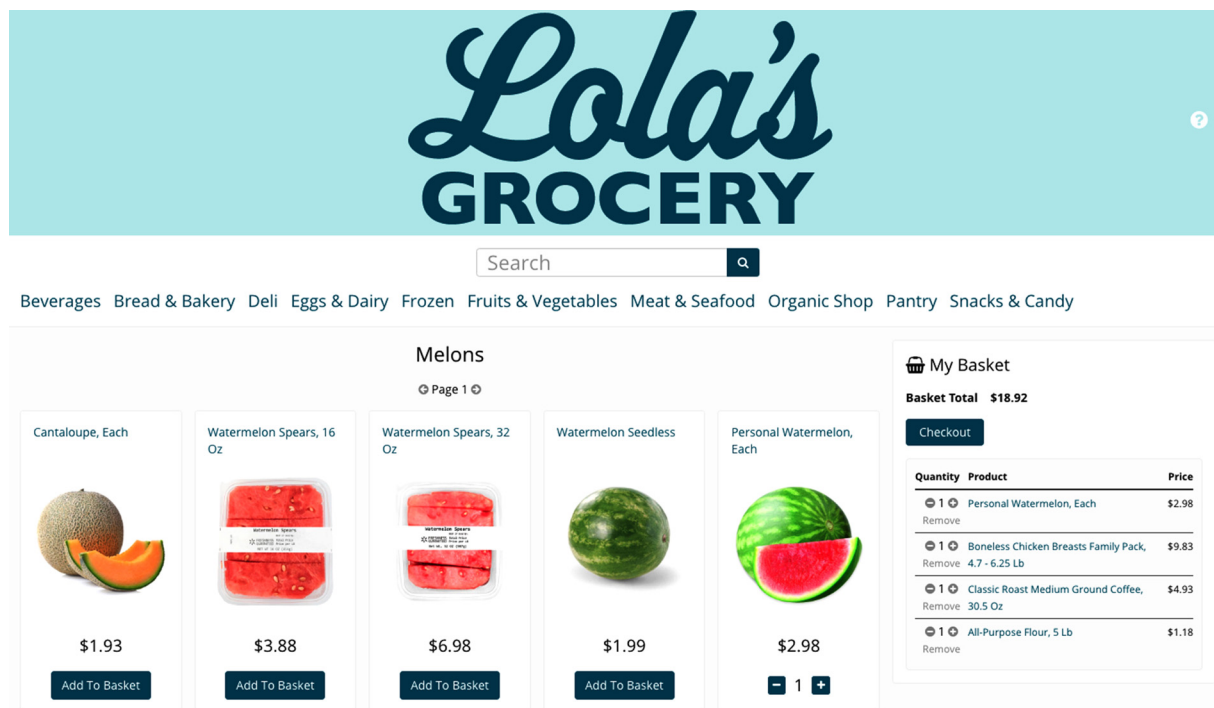 Lola's
GROCERY
Search
Beverages Bread & Bakery Deli Eggs & Dairy Frozen Fruits & Vegetables Meat & Seafood Organic Shop Pantry Snacks & Candy
Melons
Page 1
Cantaloupe, Each
$1.93
Add To Basket
Watermelon Spears, 16
Oz
Watermelon Spears
$3.88
Add To Basket
Watermelon Spears, 32
Oz
Watermelon Spears
$6.98
Add To Basket
Watermelon Seedless
$1.99
Add To Basket
Personal Watermelon,
Each
$2.98
1
My Basket
Basket Total $18.92
Checkout
Quantity Product Price
1 Personal Watermelon, Each $2.98
Remove
1 Boneless Chicken Breasts Family Pack, $9.83
Remove 4.7 - 6.25 Lb
1 Classic Roast Medium Ground Coffee, $4.93
Remove 30.5 Oz
1 All-Purpose Flour, 5 Lb $1.18
Remove